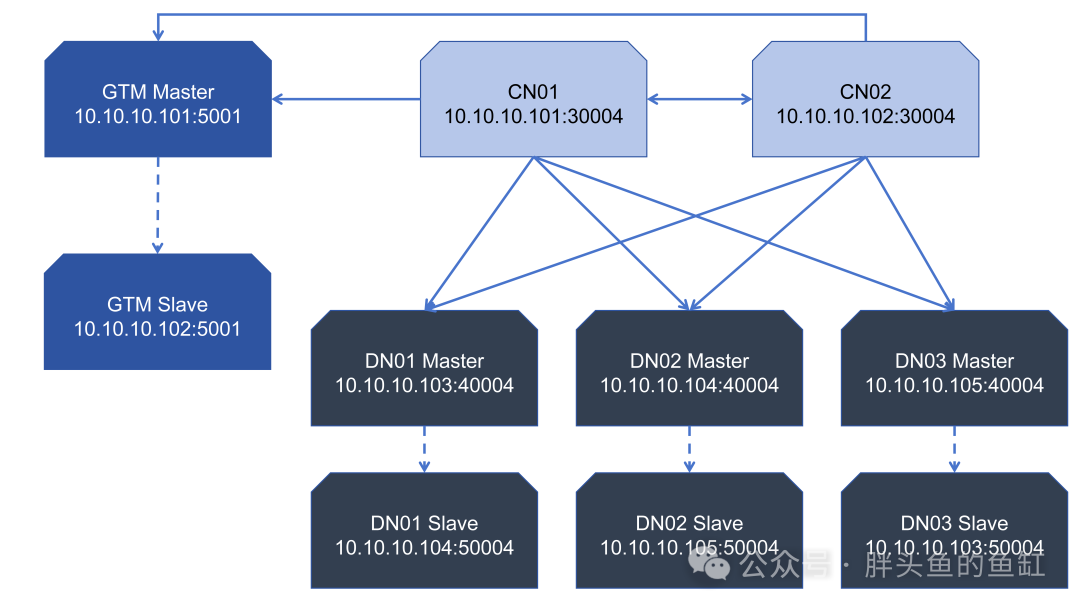 GTM Master
10.10.10.101:5001
CN01
10.10.10.101:30004
CN02
10.10.10.102:30004
GTM Slave
10.10.10.102:5001
DN01 Master
10.10.10.103:40004
DN02 Master
10.10.10.104:40004
DN03 Master
10.10.10.105:40004
DN01 Slave
10.10.10.104:50004
DN02 Slave
10.10.10.105:50004
DN03 Slave
10.10.10.103:50004
公众号 · 胖头鱼的鱼缸